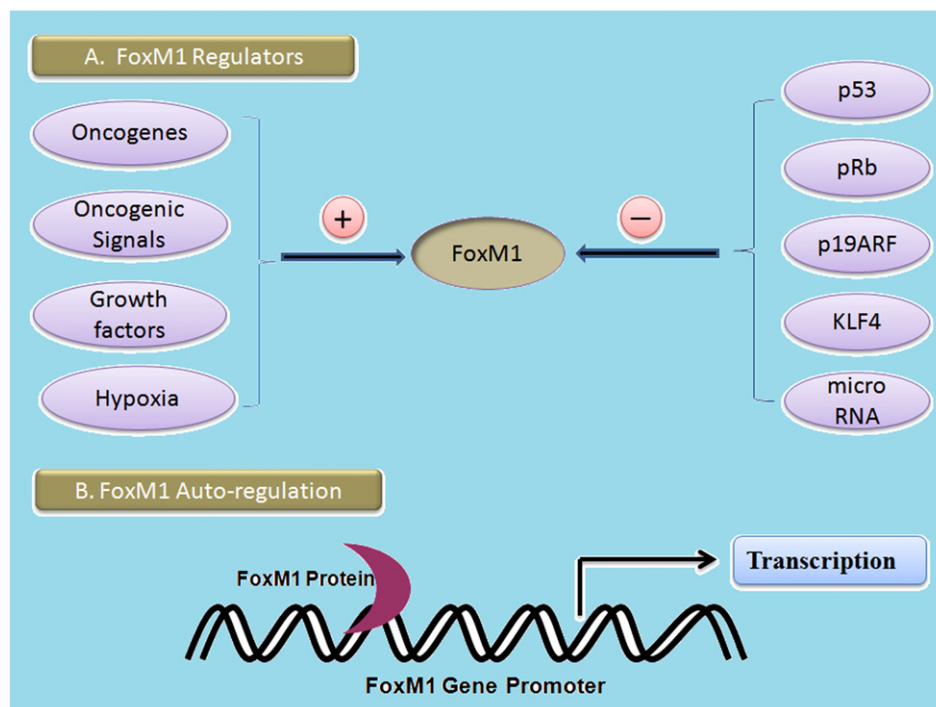 A. FoxM1 Regulators
Oncogenes
Oncogenic
Signals
Growth
factors
Hypoxia
+
FoxM1
−
p53
pRb
p19ARF
KLF4
micro
RNA
B. FoxM1 Auto-regulation
FoxM1 Protein
Transcription
FoxM1 Gene Promoter